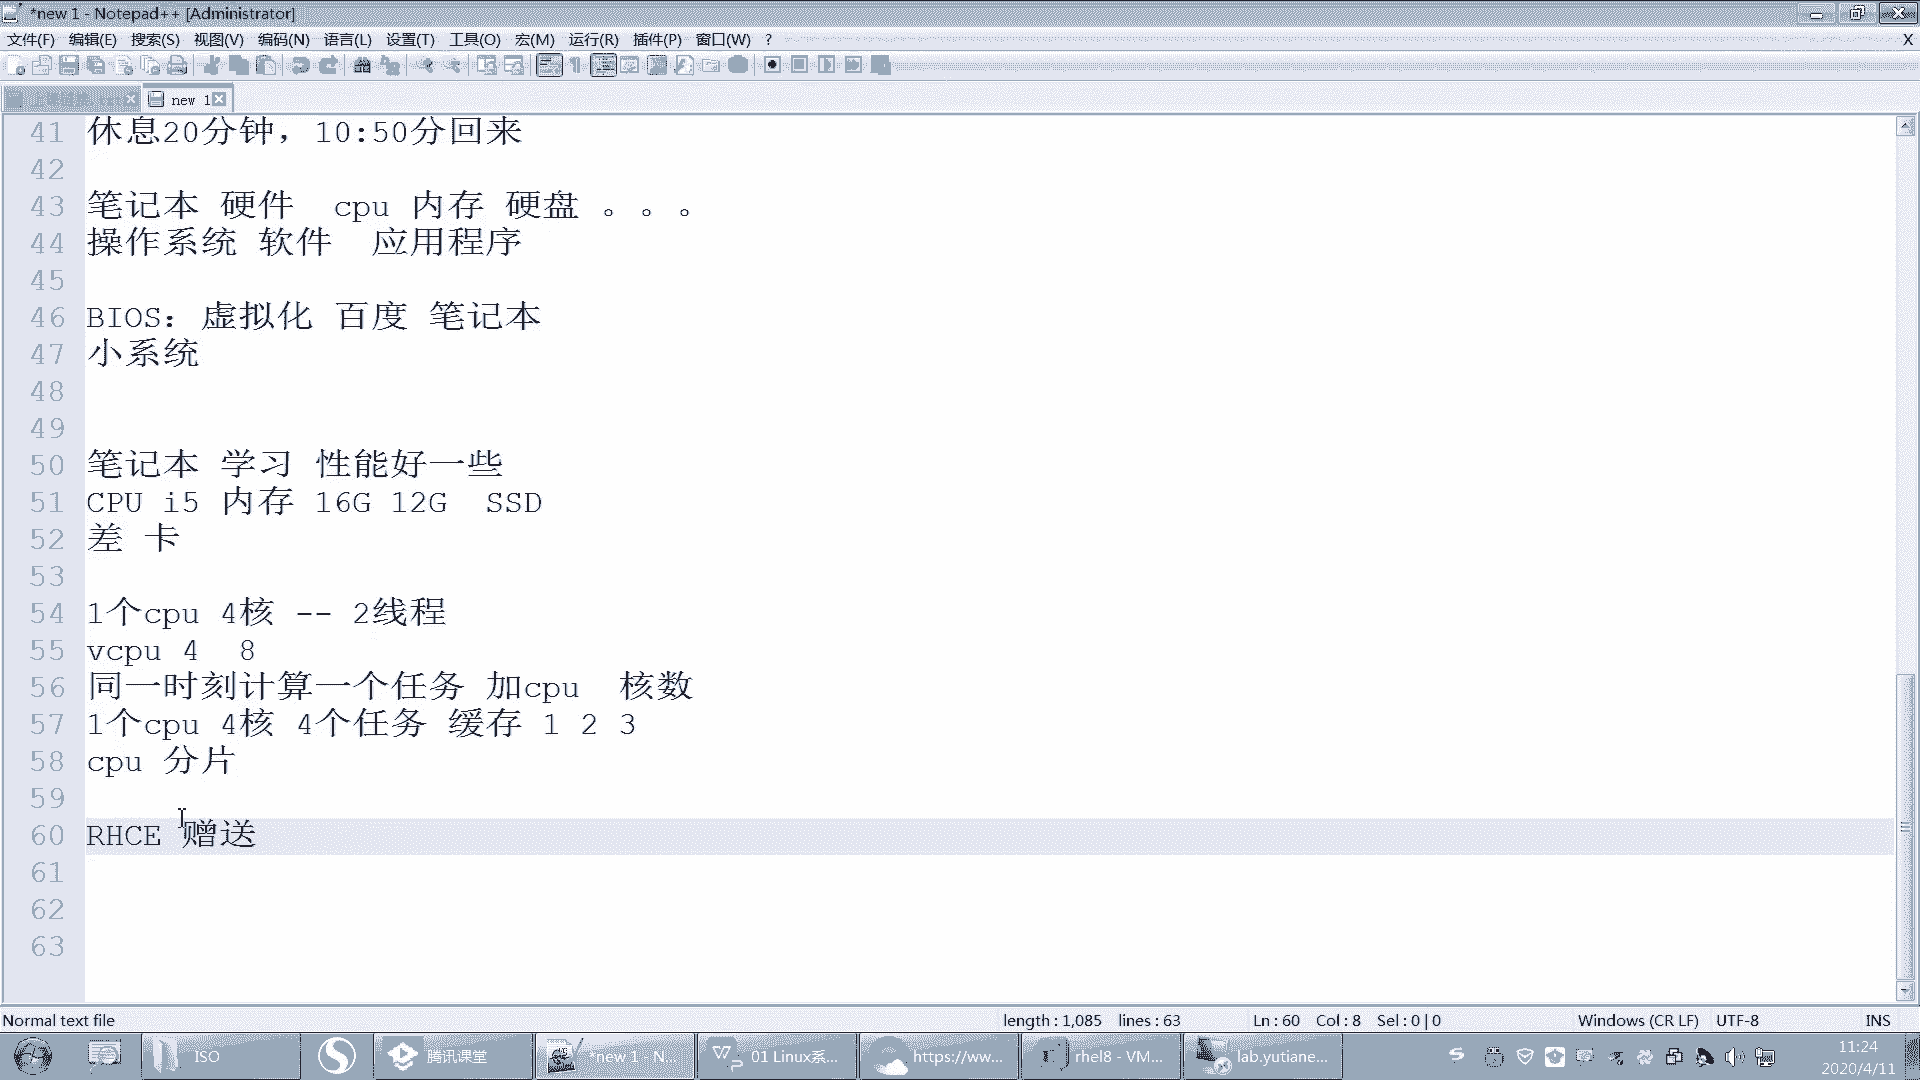 *new 1 - Notepad++ [Administrator]
文件(F) 编辑(E) 搜索(S) 视图(V) 编码(N) 语言(L) 设置(T) 工具(O) 宏(M) 运行(R) 插件(P) 窗口(W) ? X
new 1
41 休息20分钟，10:50分回来
42
43 笔记本 硬件  cpu 内存 硬盘 。。。
44 操作系统 软件  应用程序
45
46 BIOS：虚拟化 百度 笔记本
47 小系统
48
49
50 笔记本 学习 性能好一些
51 CPU i5 内存 16G 12G  SSD
52 差 卡
53
54 1个cpu 4核 -- 2线程
55 vcpu 4  8
56 同一时刻计算一个任务 加cpu  核数
57 1个cpu 4核 4个任务 缓存 1 2 3
58 cpu 分片
59
60 RHCE 赠送
61
62
63
Normal text file length : 1,085 lines : 63 Ln : 60 Col : 8 Sel : 0 | 0 Windows (CR LF) UTF-8 INS
ISO 腾讯课堂 *new 1 - N... 01 Linux系... https://ww... rhel8 - VM... lab.yutiane... 11:24
2020/4/11